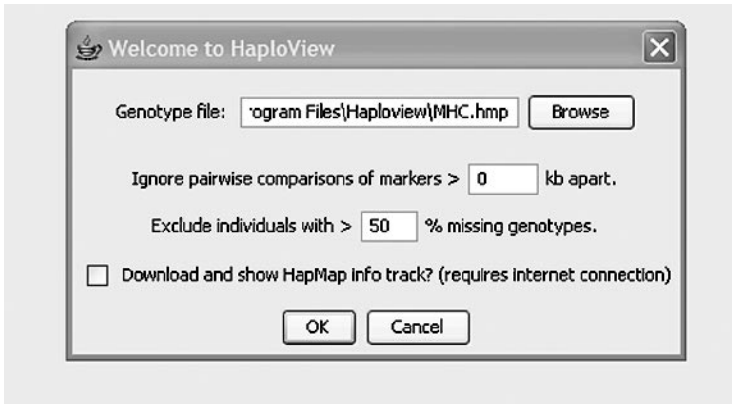 Welcome to HaploView
Genotype file: rogram Files\Haploview\MHC.hmp Browse
Ignore pairwise comparisons of markers > 0 kb apart.
Exclude individuals with > 50 % missing genotypes.
Download and show HapMap info track? (requires internet connection)
OK Cancel